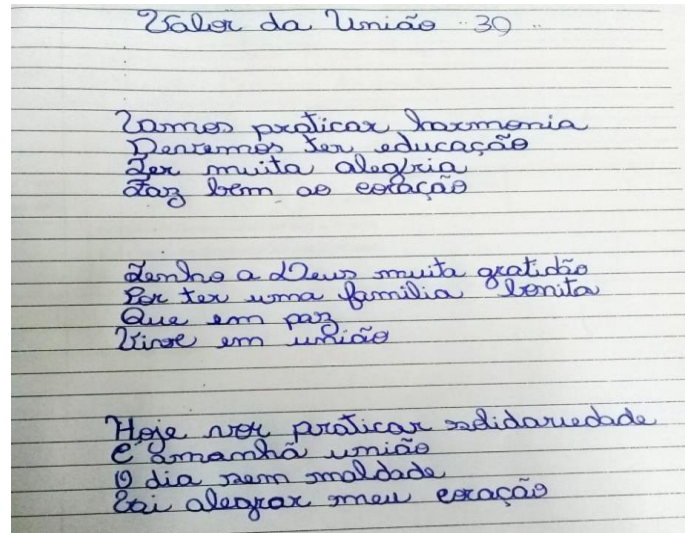 Valor da União 30
Vamos praticar harmonia
Devemos ter educação
Ter muita alegria
Faz bem ao coração
Tenho a Deus muita gratidão
Por ter uma familia bonita
Que em paz
Vive em união
Hoje vou praticar solidariedade
E amanhã união
O dia sem maldade
Vai alegrar meu coração